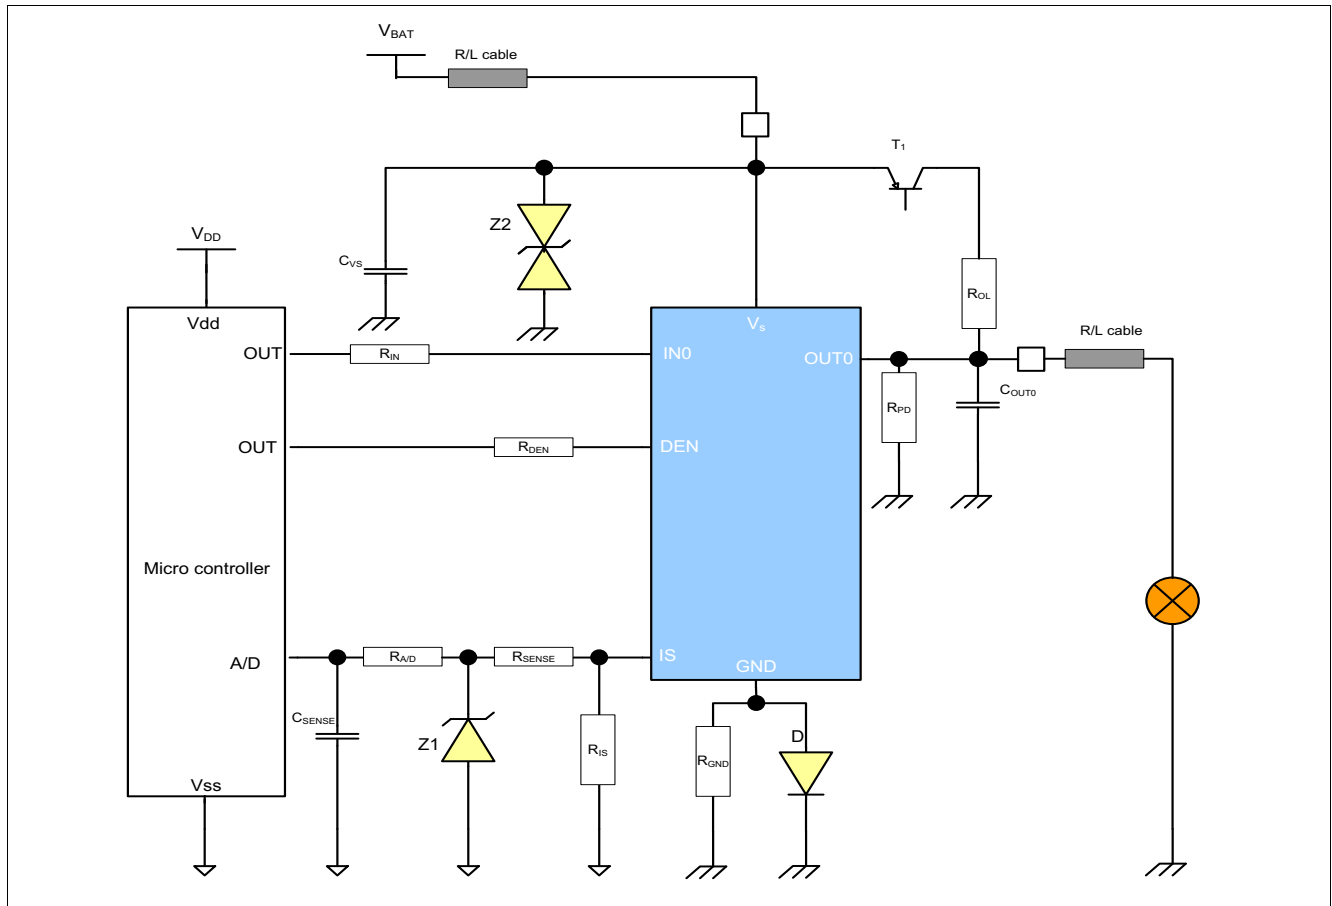 VBAT
R/L cable
T1
Z2
VDD
CVS
ROL
Vdd
Vs
R/L cable
OUT
RIN
IN0
OUT0
COUT0
RPD
OUT
RDEN
DEN
Micro controller
A/D
RA/D
RSENSE
IS
GND
CSENSE
Z1
RIS
RGND
D
Vss